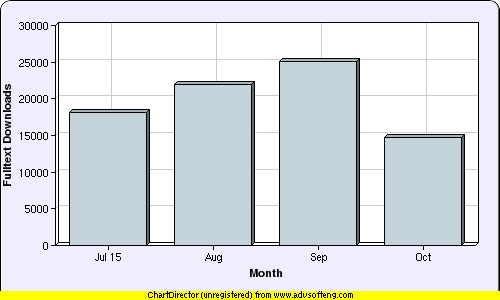 30000
25000
20000
15000
10000
5000
0
Fulltext Downloads
Jul 15 Aug Sep Oct
Month
ChartDirector (unregistered) from www.advsofteng.com